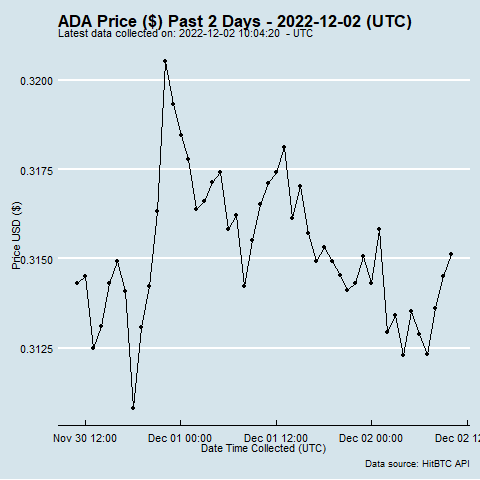 ADA Price ($) Past 2 Days - 2022-12-02 (UTC)
Latest data collected on: 2022-12-02 10:04:20  - UTC
0.3200
0.3175
0.3150
0.3125
Price USD ($)
Nov 30 12:00 Dec 01 00:00 Dec 01 12:00 Dec 02 00:00 Dec 02 1
Date Time Collected (UTC)
Data source: HitBTC API